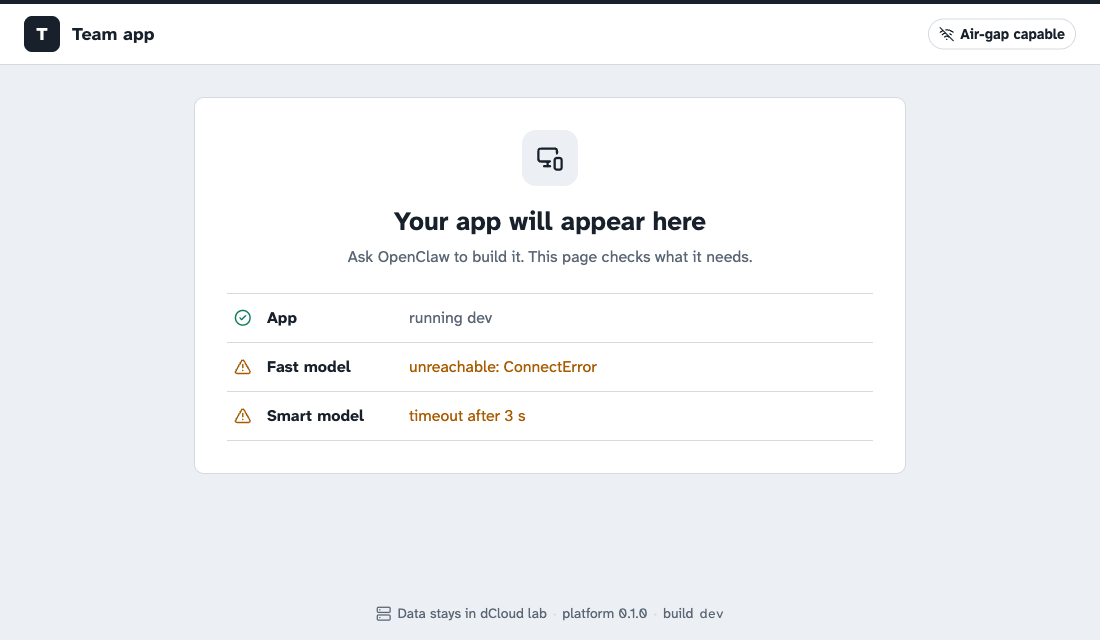 T Team app
Air-gap capable
Your app will appear here
Ask OpenClaw to build it. This page checks what it needs.
App running dev
Fast model unreachable: ConnectError
Smart model timeout after 3 s
Data stays in dCloud lab · platform 0.1.0 · build dev